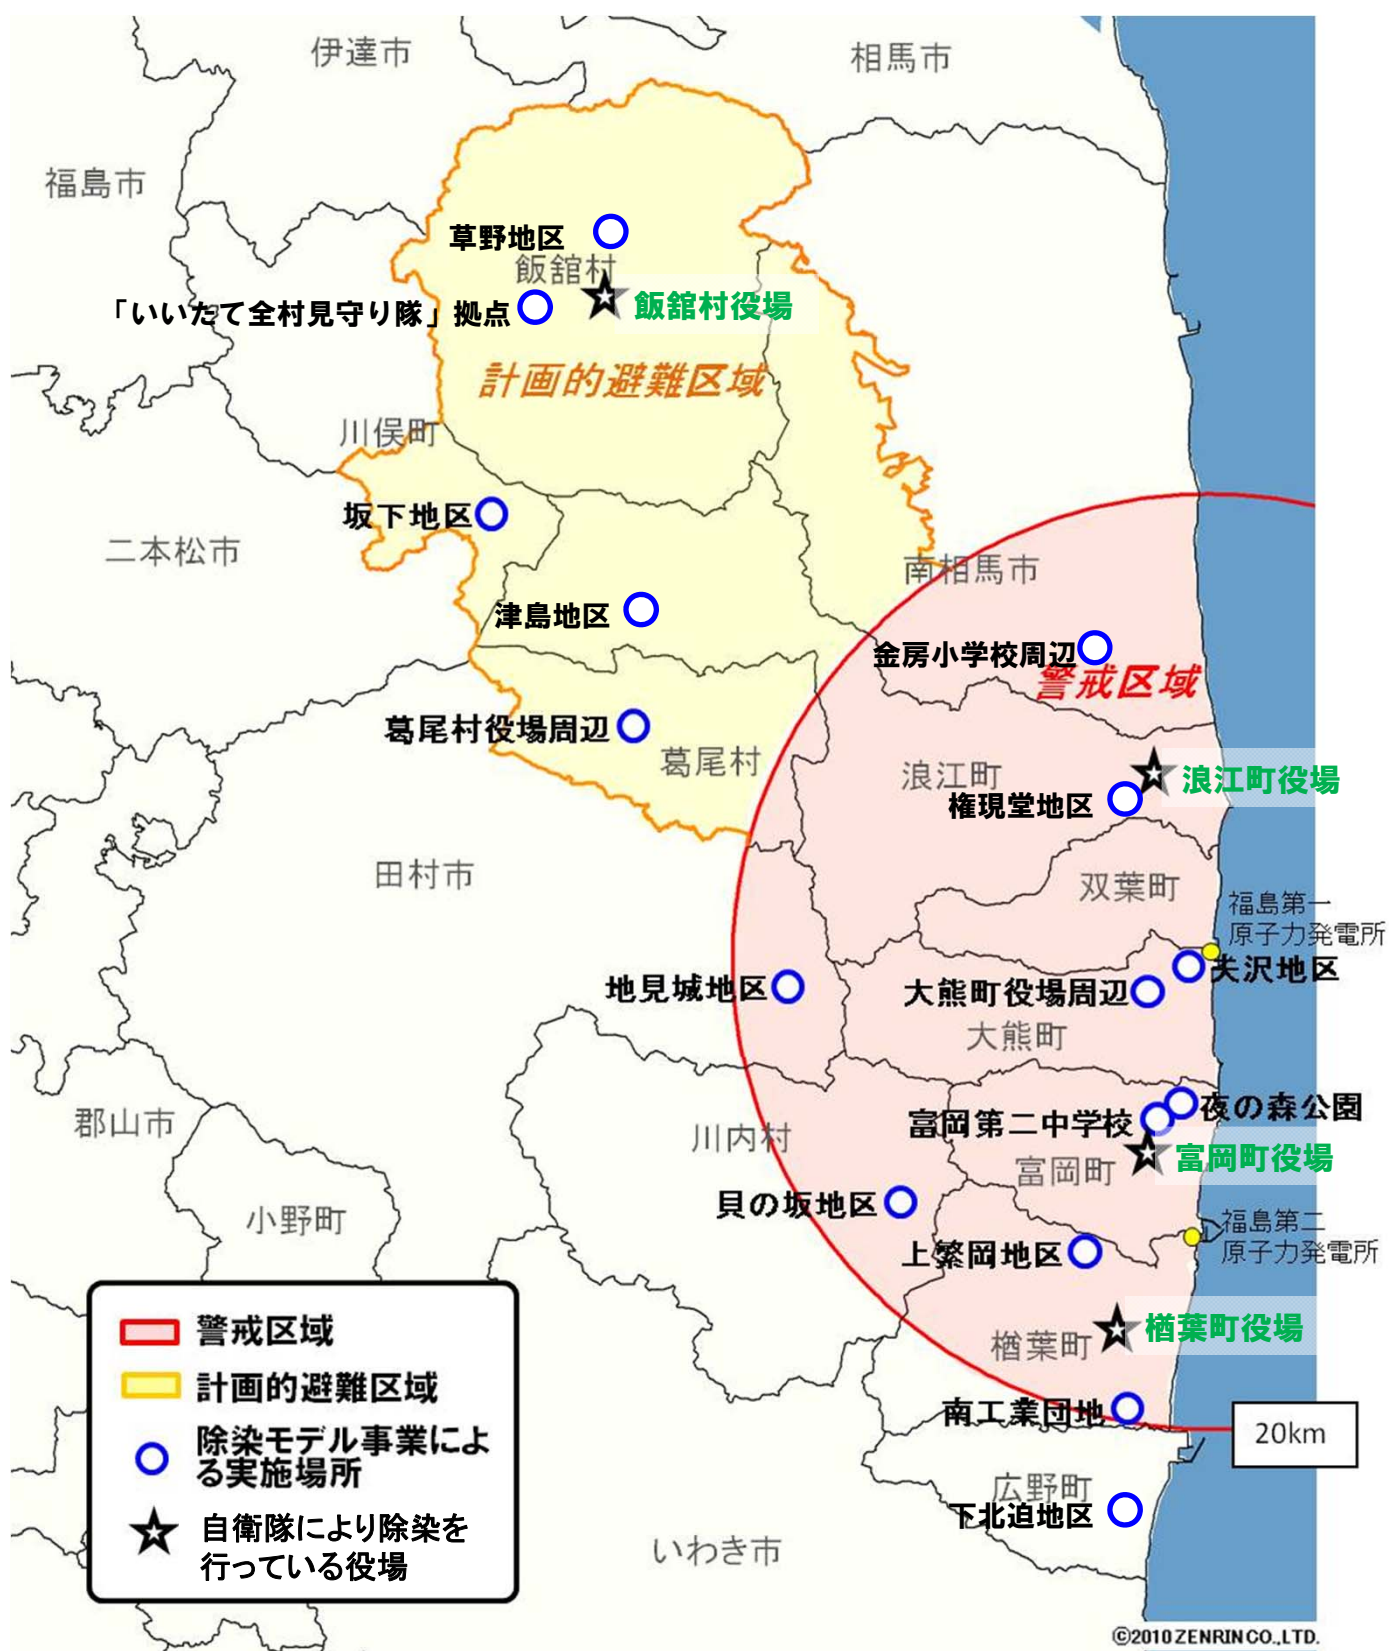 伊達市
相馬市
福島市
草野地区
飯舘村
「いいたて全村見守り隊」拠点
飯舘村役場
計画的避難区域
川俣町
坂下地区
二本松市
南相馬市
津島地区
金房小学校周辺
警戒区域
葛尾村役場周辺
葛尾村
浪江町
浪江町役場
権現堂地区
田村市
双葉町
福島第一
原子力発電所
夫沢地区
地見城地区
大熊町役場周辺
大熊町
郡山市
夜の森公園
富岡第二中学校
川内村
富岡町役場
富岡町
貝の坂地区
小野町
福島第二
原子力発電所
上繁岡地区
楢葉町役場
楢葉町
南工業団地
20km
広野町
下北迫地区
いわき市
警戒区域
計画的避難区域
除染モデル事業によ
る実施場所
自衛隊により除染を
行っている役場
©2010 ZENRIN CO., LTD.